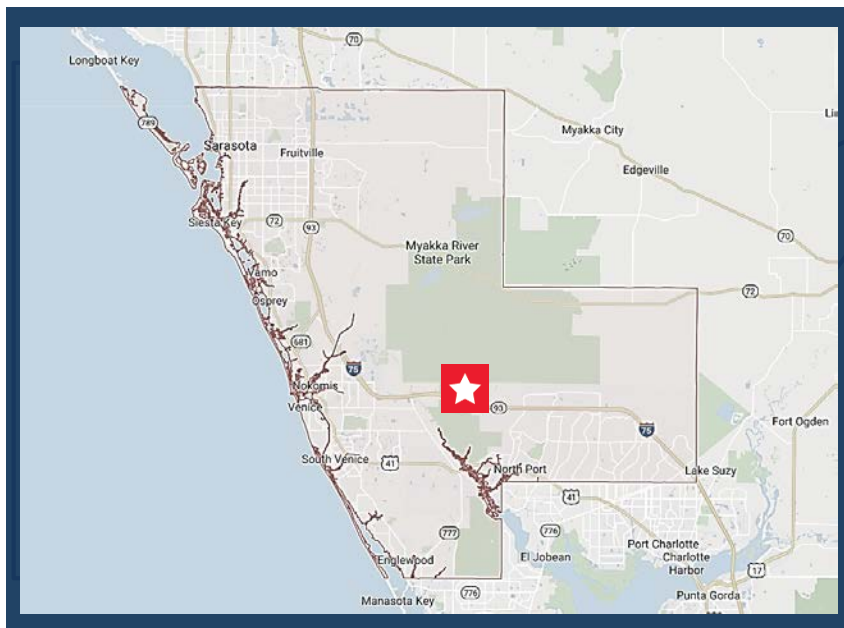 70
Longboat Key
789
Myakka City
Sarasota
Fruitville
Edgeville
Siesta Key
72
93
70
Myakka River
State Park
Vamo
72
Osprey
681
75
Nokomis
Venice
93
Fort Ogden
75
South Venice
41
North Port
Lake Suzy
41
777
776
Port Charlotte
El Jobean
Charlotte
Harbor
Englewood
17
776
Punta Gorda
Manasota Key